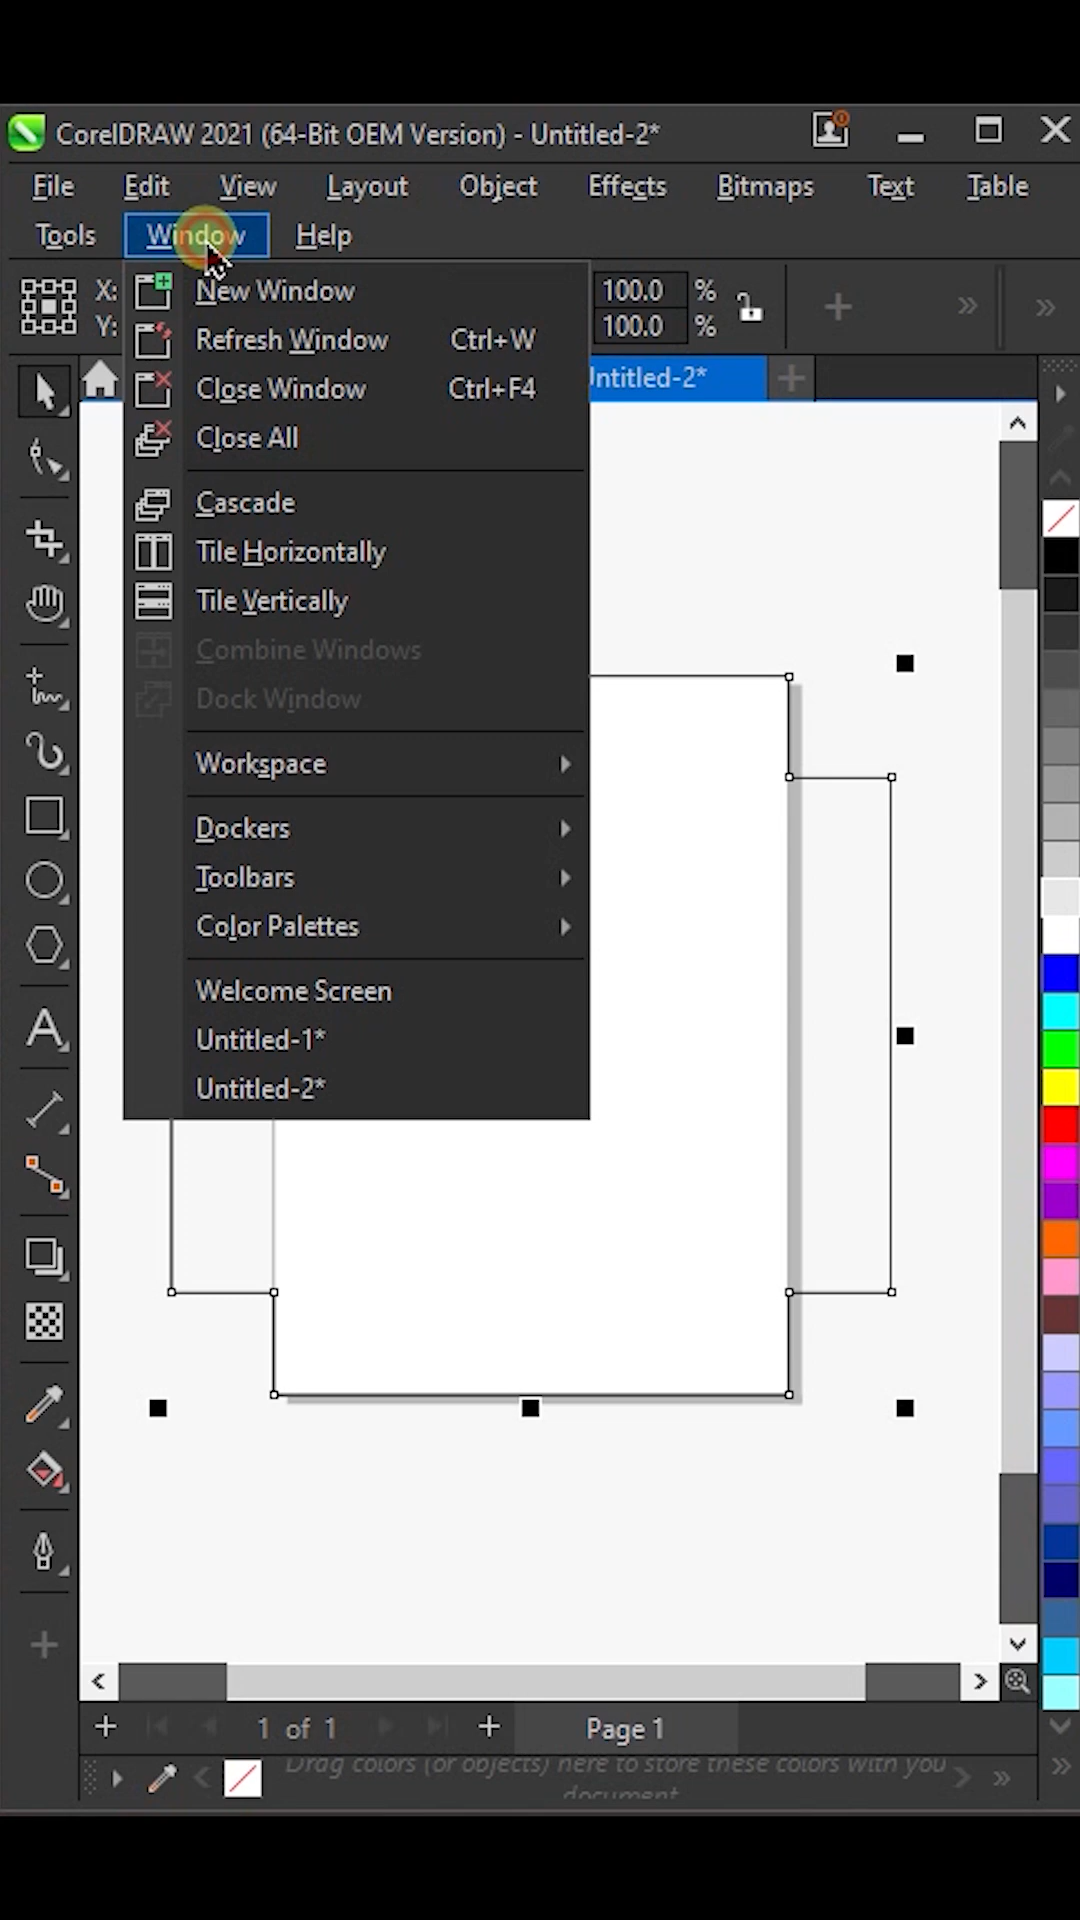 CorelDRAW 2021 (64-Bit OEM Version) - Untitled-2*
File Edit View Layout Object Effects Bitmaps Text Table
Tools Window Help
X: 100.0 %
Y: 100.0 %
New Window
Refresh Window Ctrl+W
Close Window Ctrl+F4
Close All
Cascade
Tile Horizontally
Tile Vertically
Combine Windows
Dock Window
Workspace
Dockers
Toolbars
Color Palettes
Welcome Screen
Untitled-1*
Untitled-2*
ntitled-2*
1 of 1 Page 1
Drag colors (or objects) here to store these colors with your
document